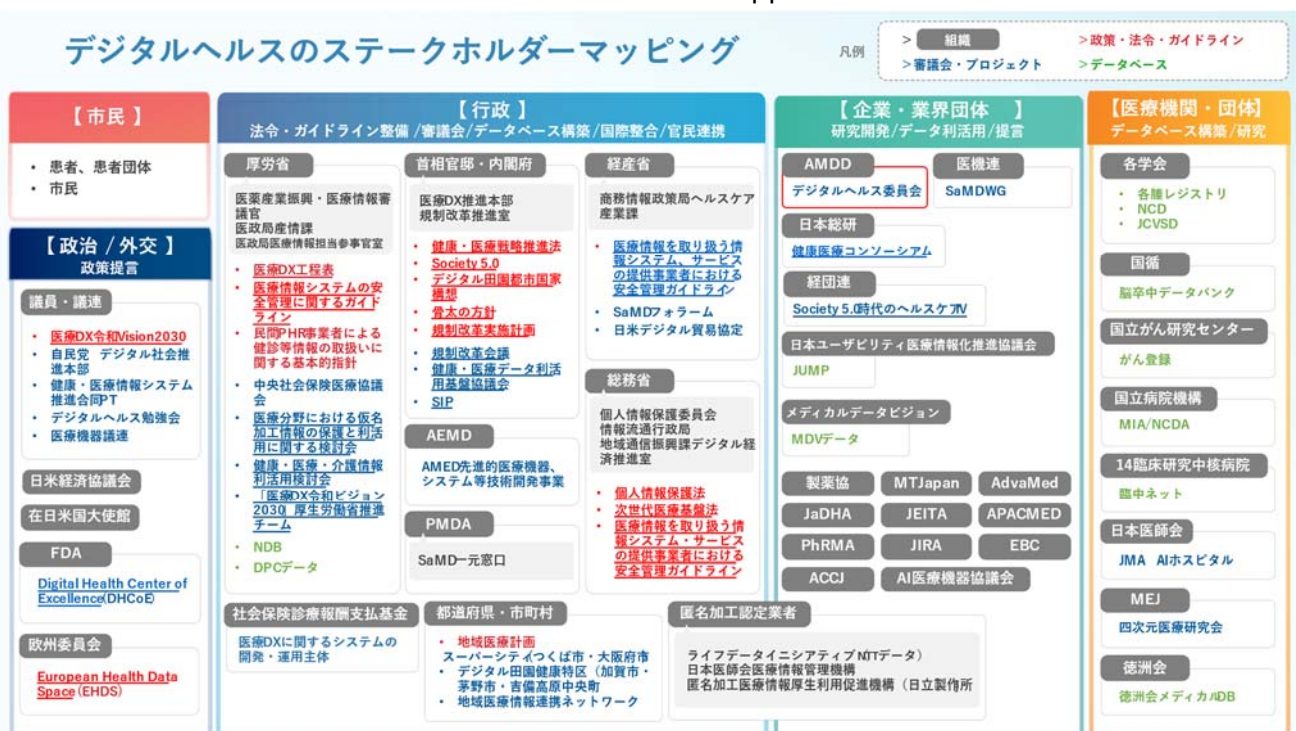 デジタルヘルスのステークホルダーマッピング
凡例
> 組織
>政策・法令・ガイドライン
>審議会・プロジェクト
>データベース
【 市民 】
• 患者、患者団体
• 市民
【 政治 / 外交 】
政策提言
議員・議連
• 医療DX令和Vision2030
• 自民党 デジタル社会推
進本部
• 健康・医療情報システム
推進合同PT
• デジタルヘルス勉強会
• 医療機器議連
日米経済協議会
在日米国大使館
FDA
Digital Health Center of
Excellence(DHCoE)
欧州委員会
European Health Data
Space (EHDS)
【 行政 】
法令・ガイドライン整備 /審議会/データベース構築/国際整合/官民連携
厚労省
医薬産業振興・医療情報審
議官
医政局産情課
医政局医療情報担当参事官室
• 医療DX工程表
• 医療情報システムの安
全管理に関するガイド
ライン
• 民間PHR事業者による
健診等情報の取扱いに
関する基本的指針
• 中央社会保険医療協議
会
• 医療分野における仮名
加工情報の保護と利活
用に関する検討会
• 健康・医療・介護情報
利活用検討会
• 「医療DX令和ビジョン
2030」厚生労働省推進
チーム
• NDB
• DPCデータ
首相官邸・内閣府
医療DX推進本部
規制改革推進室
• 健康・医療戦略推進法
• Society 5.0
• デジタル田園都市国家
構想
• 骨太の方針
• 規制改革実施計画
• 規制改革会議
• 健康・医療データ利活
用基盤協議会
• SIP
AEMD
AMED先進的医療機器、
システム等技術開発事業
PMDA
SaMD一元窓口
経産省
商務情報政策局ヘルスケア
産業課
• 医療情報を取り扱う情
報システム、サービス
の提供事業者における
安全管理ガイドライン
• SaMDフォーラム
• 日米デジタル貿易協定
総務省
個人情報保護委員会
情報流通行政局
地域通信振興課デジタル経
済推進室
• 個人情報保護法
• 次世代医療基盤法
• 医療情報を取り扱う情
報システム・サービス
の提供事業者における
安全管理ガイドライン
社会保険診療報酬支払基金
医療DXに関するシステムの
開発・運用主体
都道府県・市町村
• 地域医療計画
スーパーシティ(つくば市・大阪府市
• デジタル田園健康特区（加賀市・
茅野市・吉備高原中央町
• 地域医療情報連携ネットワーク
匿名加工認定業者
ライフデータイニシアティブ(NTTデータ）
日本医師会医療情報管理機構
匿名加工医療情報厚生利用促進機構（日立製作所
【 企業・業界団体 】
研究開発/データ利活用/提言
AMDD
デジタルヘルス委員会
医機連
SaMDWG
日本総研
健康医療コンソーシアム
経団連
Society 5.0時代のヘルスケアⅣ
日本ユーザビリティ医療情報化推進協議会
JUMP
メディカルデータビジョン
MDVデータ
製薬協
MTJapan
AdvaMed
JaDHA
JEITA
APACMED
PhRMA
JIRA
EBC
ACCJ
AI医療機器協議会
【医療機関・団体】
データベース構築/研究
各学会
• 各種レジストリ
• NCD
• JCVSD
国循
脳卒中データバンク
国立がん研究センター
がん登録
国立病院機構
MIA/NCDA
14臨床研究中核病院
臨中ネット
日本医師会
JMA AIホスピタル
MEJ
四次元医療研究会
徳洲会
徳洲会メディカルDB